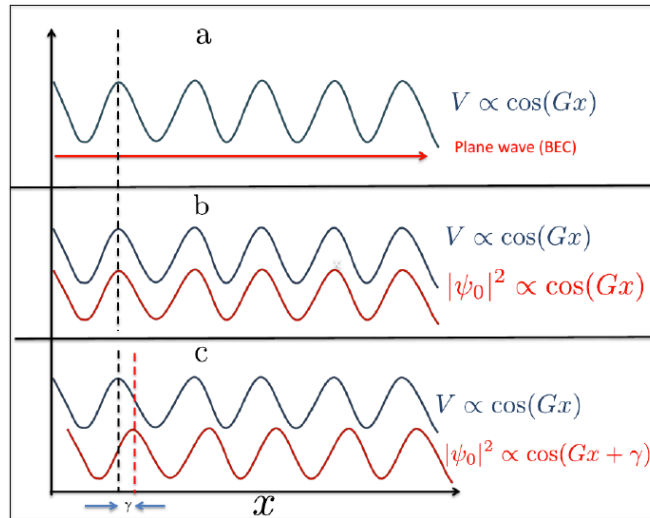 a
V ∝ cos(Gx)
Plane wave (BEC)
b
V ∝ cos(Gx)
|ψ₀|² ∝ cos(Gx)
c
V ∝ cos(Gx)
|ψ₀|² ∝ cos(Gx + γ)
γ
x